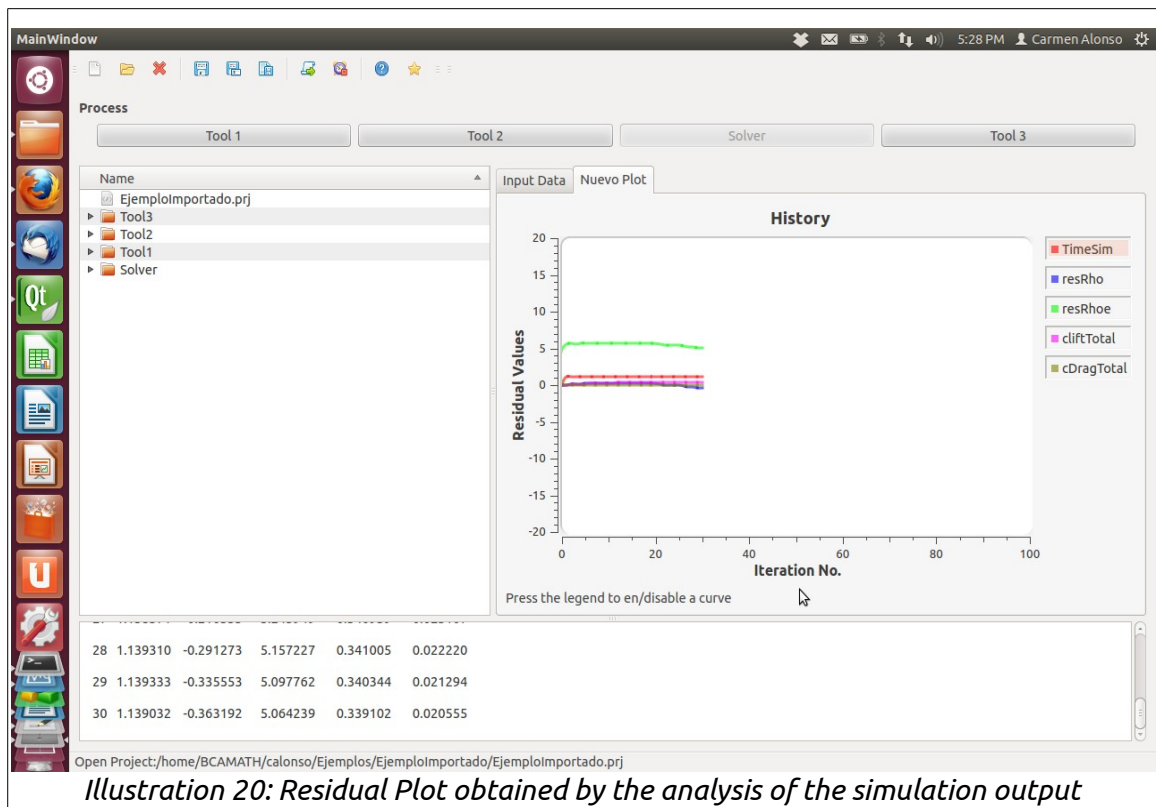 MainWindow
5:28 PM Carmen Alonso
Process
Tool 1 Tool 2 Solver Tool 3
Name
EjemploImportado.prj
Tool3
Tool2
Tool1
Solver
Input Data Nuevo Plot
History
Residual Values
20
15
10
5
0
-5
-10
-15
-20
0 20 40 60 80 100
Iteration No.
TimeSim
resRho
resRhoe
cliftTotal
cDragTotal
Press the legend to en/disable a curve
28 1.139310 -0.291273 5.157227 0.341005 0.022220
29 1.139333 -0.335553 5.097762 0.340344 0.021294
30 1.139032 -0.363192 5.064239 0.339102 0.020555
Open Project:/home/BCAMATH/calonso/Ejemplos/EjemploImportado/EjemploImportado.prj
Qt
Illustration 20: Residual Plot obtained by the analysis of the simulation output